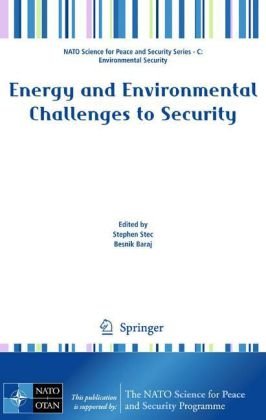 NATO Science for Peace and Security Series - C:
Environmental Security
Energy and Environmental
Challenges to Security
Edited by
Stephen Stec
Besnik Baraj
Springer
NATO
OTAN
This publication
is supported by:
The NATO Science for Peace
and Security Programme